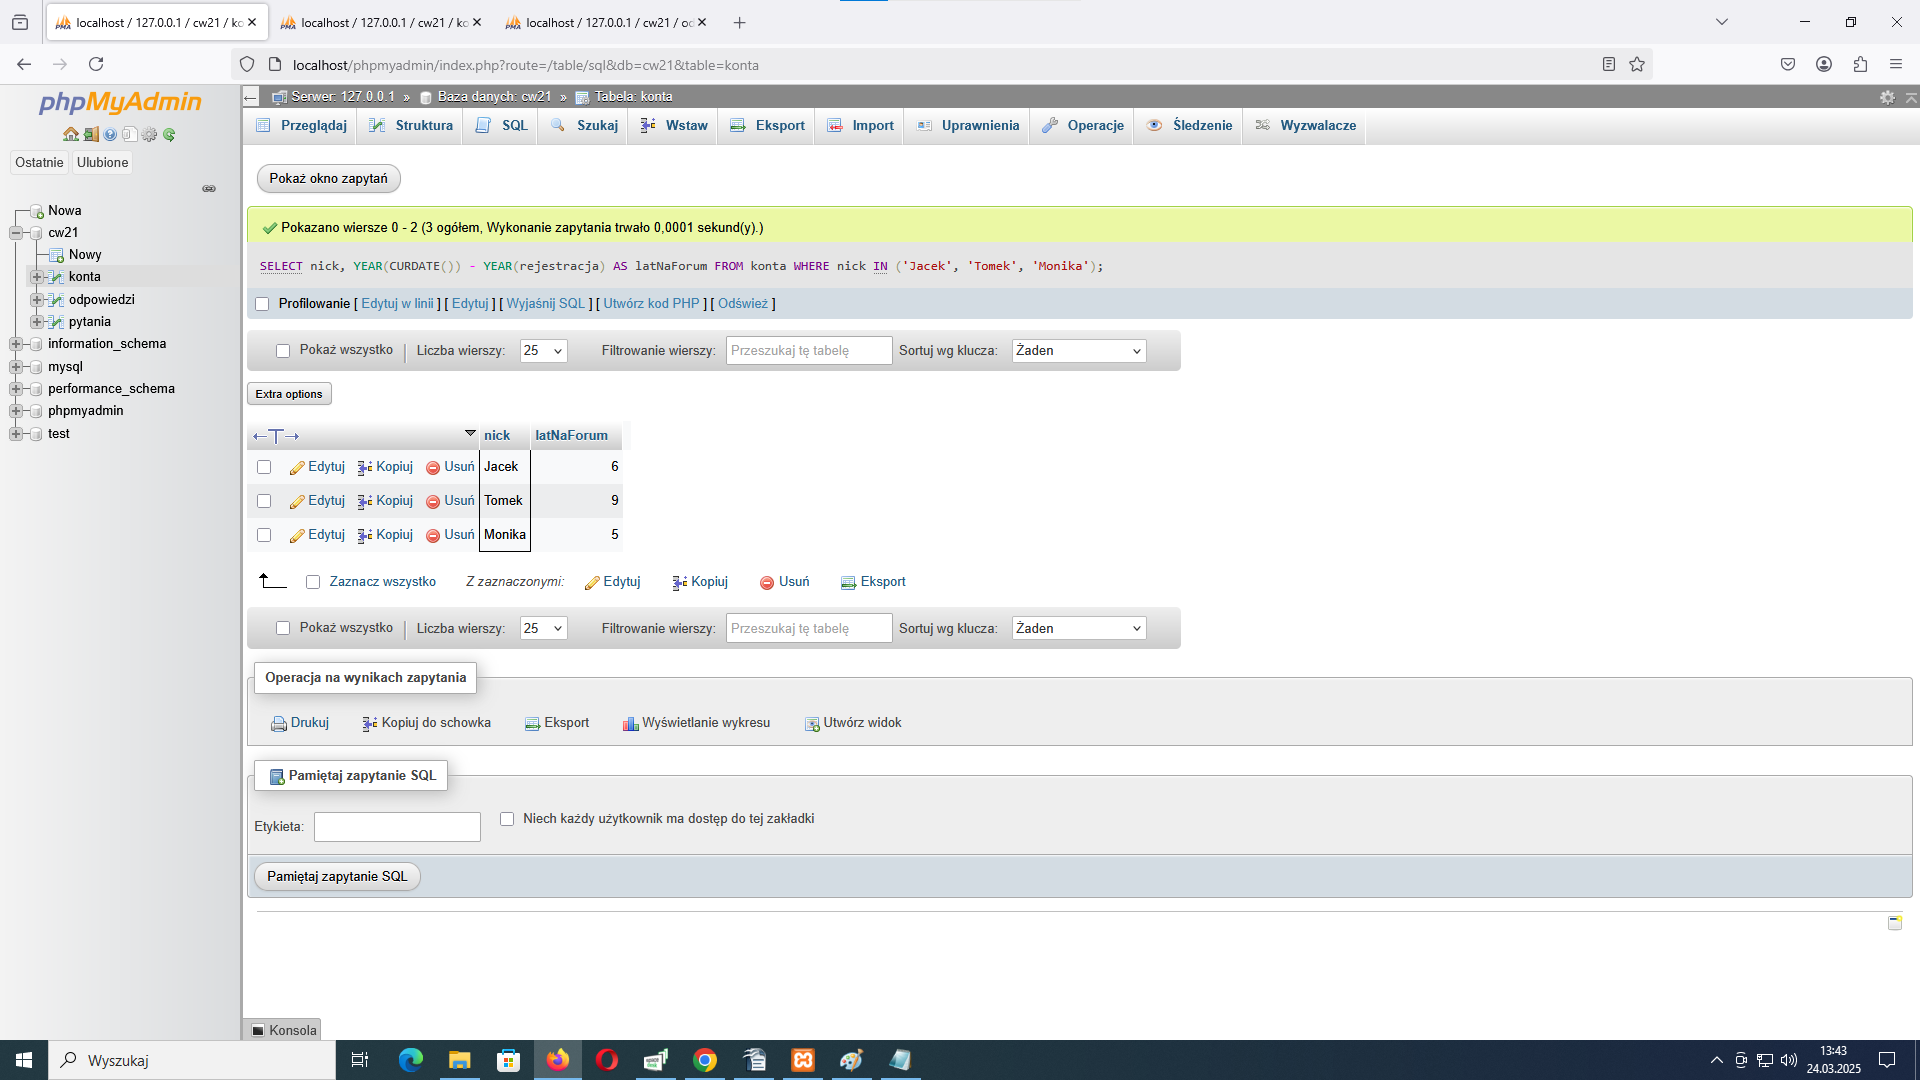 localhost / 127.0.0.1 / cw21 / ko
localhost / 127.0.0.1 / cw21 / ko
localhost / 127.0.0.1 / cw21 / od
localhost/phpmyadmin/index.php?route=/table/sql&db=cw21&table=konta
phpMyAdmin
Ostatnie Ulubione
Nowa
cw21
Nowy
konta
odpowiedzi
pytania
information_schema
mysql
performance_schema
phpmyadmin
test
Serwer: 127.0.0.1 » Baza danych: cw21 » Tabela: konta
Przeglądaj Struktura SQL Szukaj Wstaw Eksport Import Uprawnienia Operacje Śledzenie Wyzwalacze
Pokaż okno zapytań
Pokazano wiersze 0 - 2 (3 ogółem, Wykonanie zapytania trwało 0,0001 sekund(y).)
SELECT nick, YEAR(CURDATE()) - YEAR(rejestracja) AS latNaForum FROM konta WHERE nick IN ('Jacek', 'Tomek', 'Monika');
Profilowanie [ Edytuj w linii ] [ Edytuj ] [ Wyjaśnij SQL ] [ Utwórz kod PHP ] [ Odśwież ]
Pokaż wszystko | Liczba wierszy: 25 Filtrowanie wierszy: Przeszukaj tę tabelę Sortuj wg klucza: Żaden
Extra options
←T→ nick latNaForum
Edytuj Kopiuj Usuń Jacek 6
Edytuj Kopiuj Usuń Tomek 9
Edytuj Kopiuj Usuń Monika 5
Zaznacz wszystko Z zaznaczonymi: Edytuj Kopiuj Usuń Eksport
Pokaż wszystko | Liczba wierszy: 25 Filtrowanie wierszy: Przeszukaj tę tabelę Sortuj wg klucza: Żaden
Operacja na wynikach zapytania
Drukuj Kopiuj do schowka Eksport Wyświetlanie wykresu Utwórz widok
Pamiętaj zapytanie SQL
Etykieta: Niech każdy użytkownik ma dostęp do tej zakładki
Pamiętaj zapytanie SQL
Konsola
Wyszukaj
13:43
24.03.2025